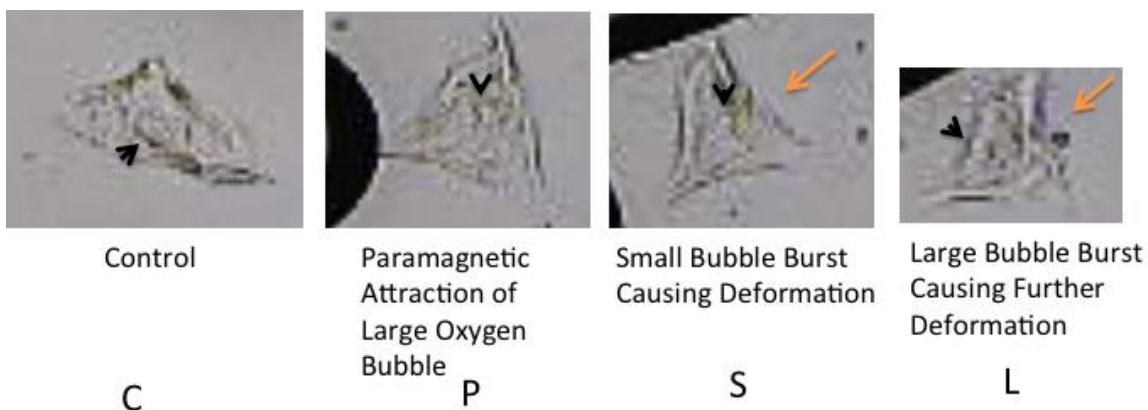 Control
Paramagnetic
Attraction of
Large Oxygen
Bubble
Small Bubble Burst
Causing Deformation
Large Bubble Burst
Causing Further
Deformation
C
P
S
L